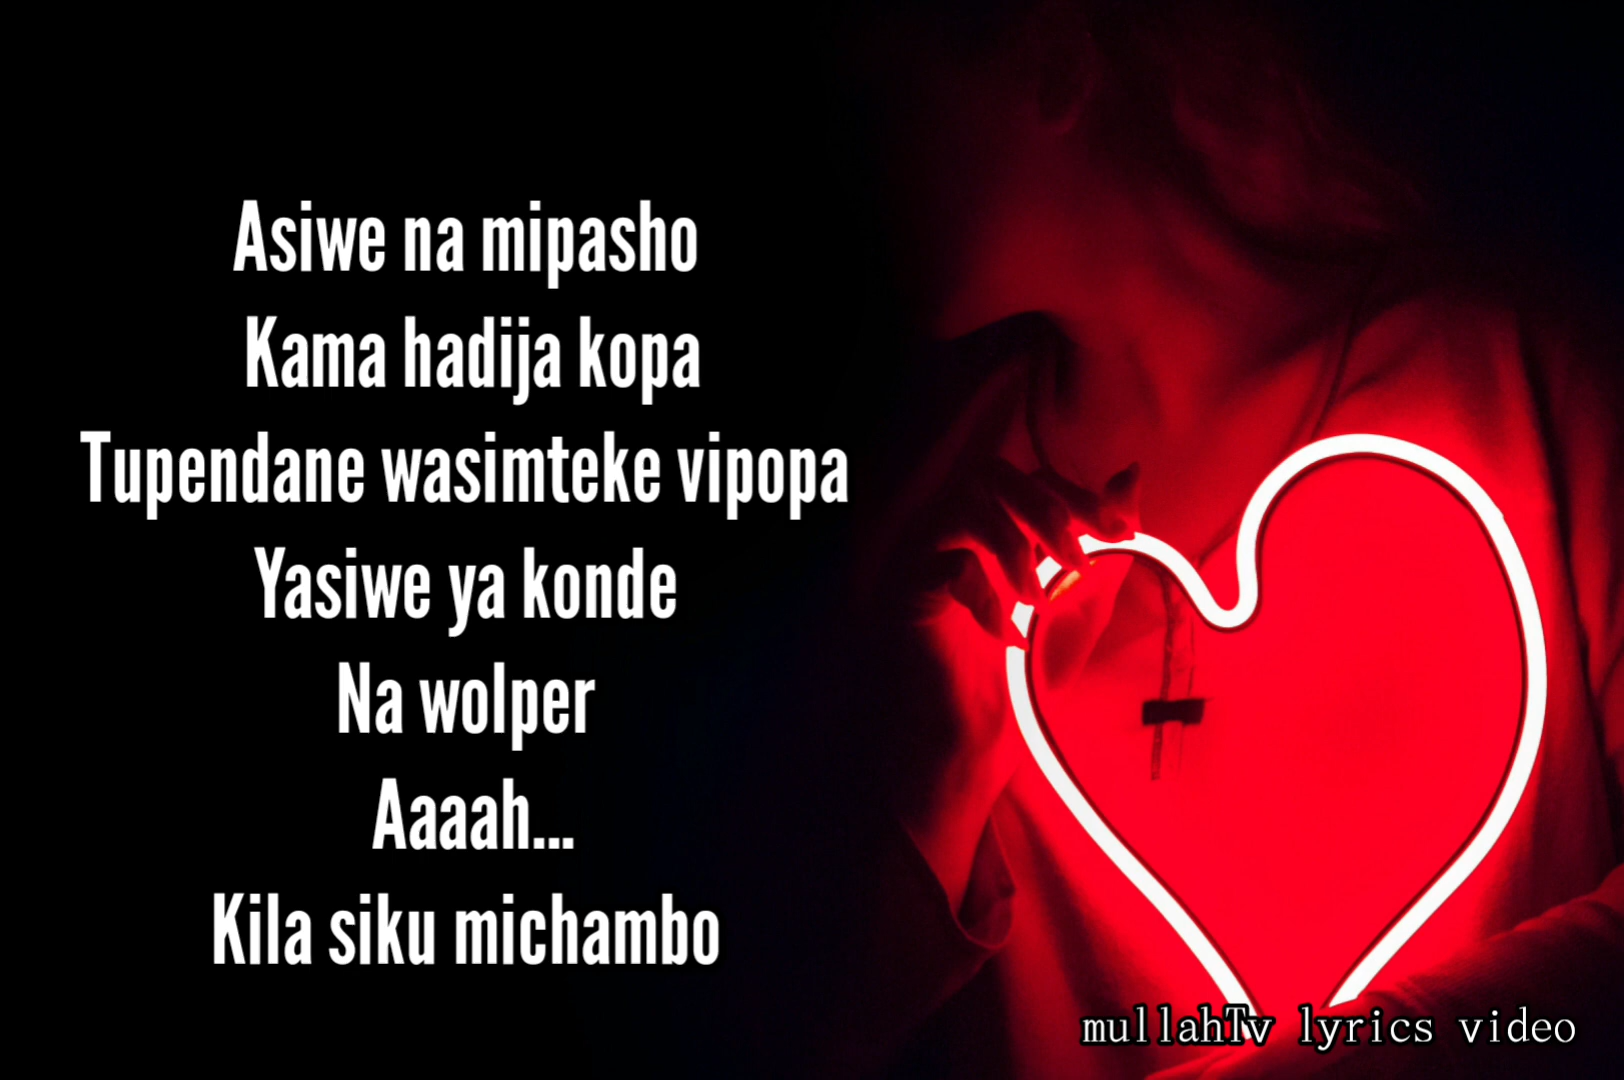 Asiwe na mipasho
Kama hadija kopa
Tupendane wasimteke vipopa
Yasiwe ya konde
Na wolper
Aaaah...
Kila siku michambo
mullahTv lyrics video